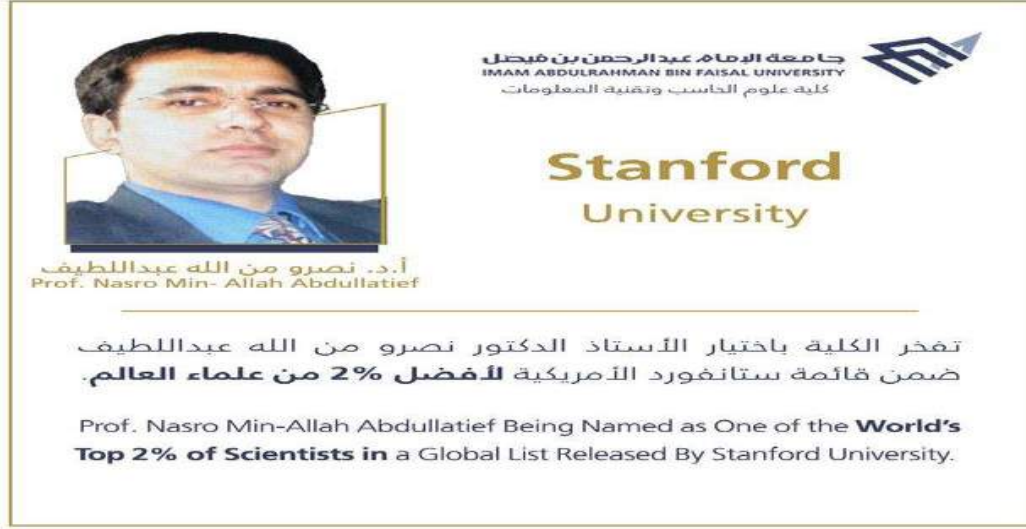 جامعة الإمام عبدالرحمن بن فيصل
IMAM ABDULRAHMAN BIN FAISAL UNIVERSITY
كلية علوم الحاسب وتقنية المعلومات
Stanford
University
أ.د. نصرو من الله عبداللطيف
Prof. Nasro Min- Allah Abdullatief
تفخر الكلية باختيار الأستاذ الدكتور نصرو من الله عبداللطيف
ضمن قائمة ستانفورد الأمريكية لأفضل 2% من علماء العالم.
Prof. Nasro Min-Allah Abdullatief Being Named as One of the World's
Top 2% of Scientists in a Global List Released By Stanford University.